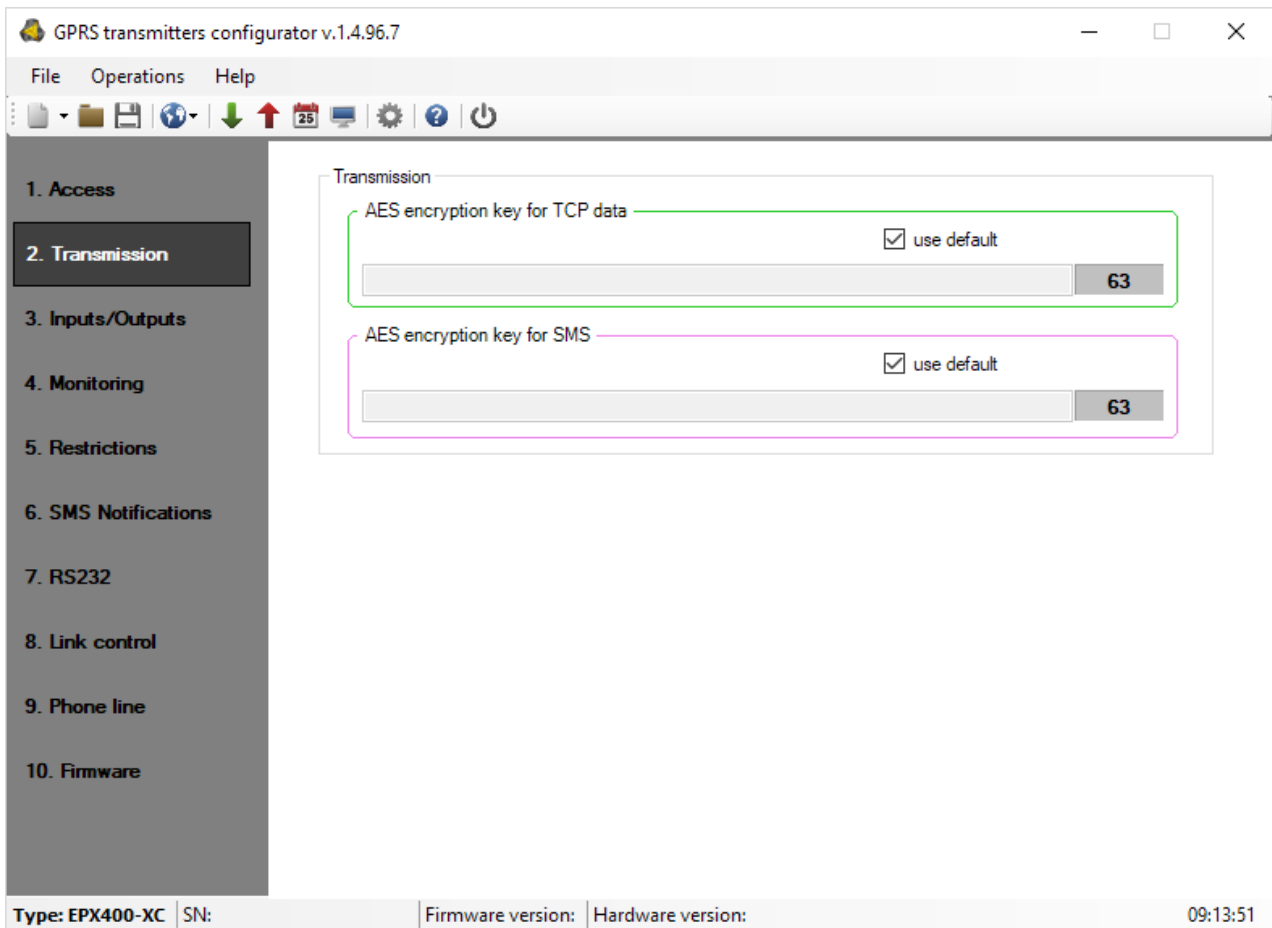 GPRS transmitters configurator v.1.4.96.7
File Operations Help
25
1. Access
2. Transmission
3. Inputs/Outputs
4. Monitoring
5. Restrictions
6. SMS Notifications
7. RS232
8. Link control
9. Phone line
10. Firmware
Transmission
AES encryption key for TCP data
use default
63
AES encryption key for SMS
use default
63
Type: EPX400-XC SN: Firmware version: Hardware version: 09:13:51